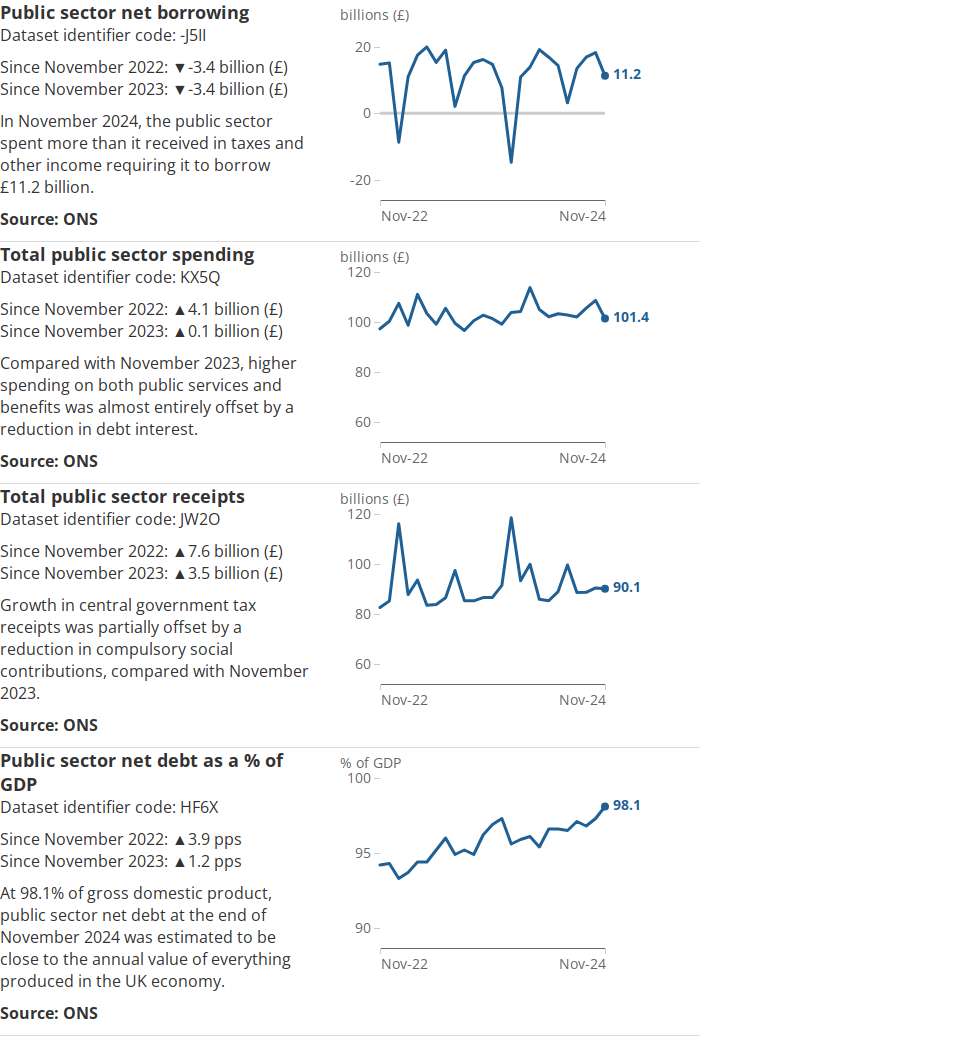 Public sector net borrowing
Dataset identifier code: -J5II
Since November 2022: ▼-3.4 billion (£)
Since November 2023: ▼-3.4 billion (£)
In November 2024, the public sector
spent more than it received in taxes and
other income requiring it to borrow
£11.2 billion.
Source: ONS
billions (£)
20
0
-20
11.2
Nov-22
Nov-24
Total public sector spending
Dataset identifier code: KX5Q
Since November 2022: ▲4.1 billion (£)
Since November 2023: ▲0.1 billion (£)
Compared with November 2023, higher
spending on both public services and
benefits was almost entirely offset by a
reduction in debt interest.
Source: ONS
billions (£)
120
100
80
60
101.4
Nov-22
Nov-24
Total public sector receipts
Dataset identifier code: JW2O
Since November 2022: ▲7.6 billion (£)
Since November 2023: ▲3.5 billion (£)
Growth in central government tax
receipts was partially offset by a
reduction in compulsory social
contributions, compared with November
2023.
Source: ONS
billions (£)
120
100
80
60
90.1
Nov-22
Nov-24
Public sector net debt as a % of
GDP
Dataset identifier code: HF6X
Since November 2022: ▲3.9 pps
Since November 2023: ▲1.2 pps
At 98.1% of gross domestic product,
public sector net debt at the end of
November 2024 was estimated to be
close to the annual value of everything
produced in the UK economy.
Source: ONS
% of GDP
100
95
90
98.1
Nov-22
Nov-24